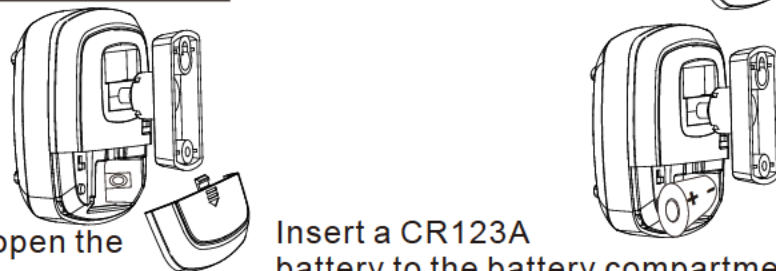 open the
Insert a CR123A
battery to the battery compartme
+ -